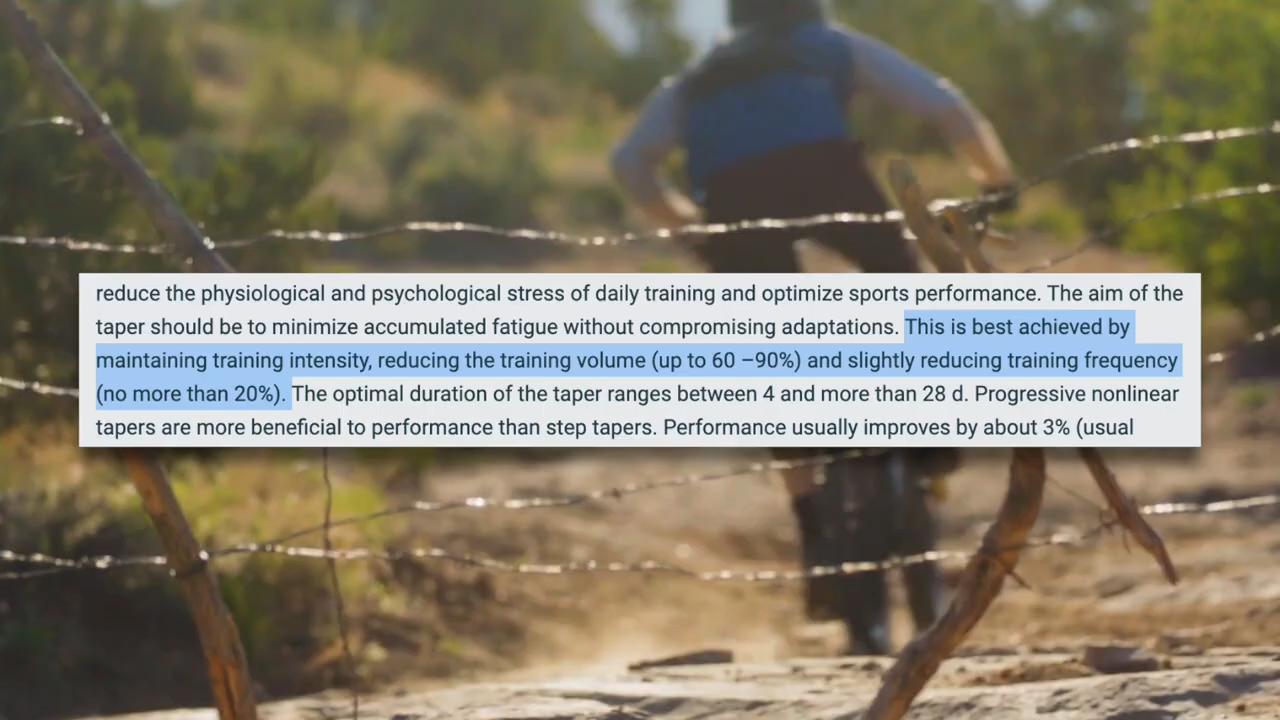 reduce the physiological and psychological stress of daily training and optimize sports performance. The aim of the
taper should be to minimize accumulated fatigue without compromising adaptations. This is best achieved by
maintaining training intensity, reducing the training volume (up to 60 –90%) and slightly reducing training frequency
(no more than 20%). The optimal duration of the taper ranges between 4 and more than 28 d. Progressive nonlinear
tapers are more beneficial to performance than step tapers. Performance usually improves by about 3% (usual